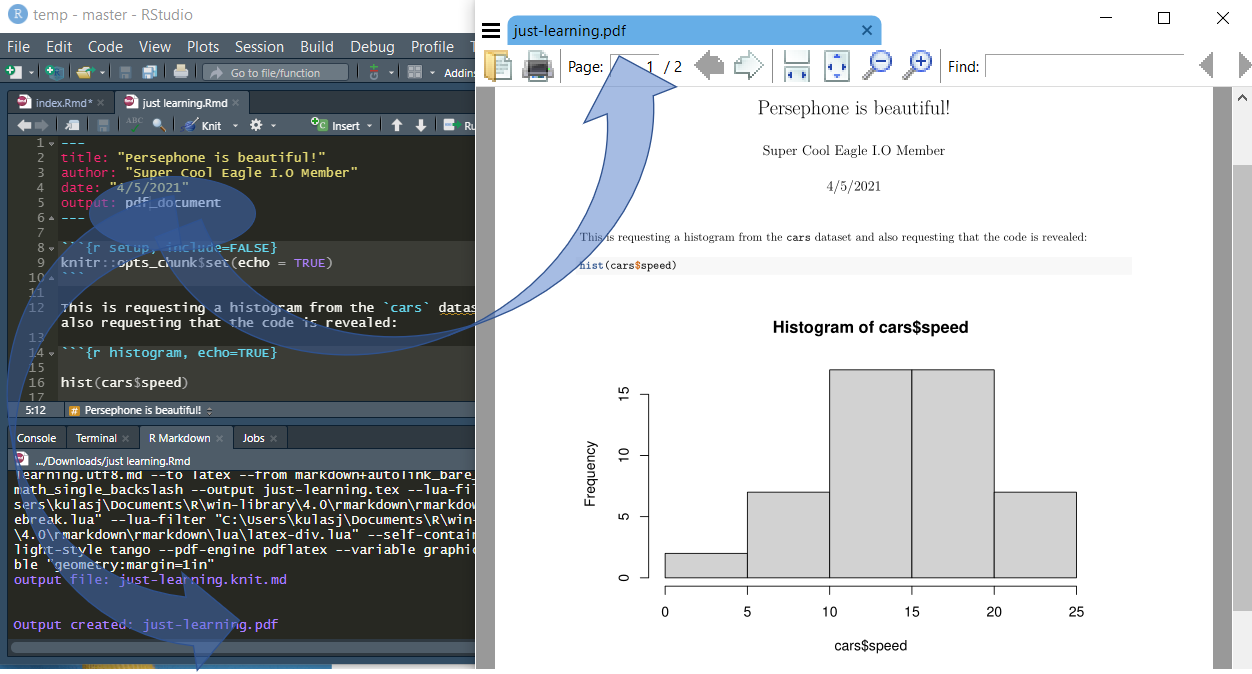 R temp - master - RStudio
File Edit Code View Plots Session Build Debug Profile
Go to file/function Addins
index.Rmd* × just learning.Rmd ×
ABC Knit Insert Ru
1 ---
2 title: "Persephone is beautiful!"
3 author: "Super Cool Eagle I.O Member"
4 date: "4/5/2021"
5 output: pdf_document
6 ---
7
8 ```{r setup, include=FALSE}
9 knitr::opts_chunk$set(echo = TRUE)
10 ```
11
12 This is requesting a histogram from the `cars` datas
also requesting that the code is revealed:
13
14 ```{r histogram, echo=TRUE}
15
16 hist(cars$speed)
17
5:12 # Persephone is beautiful!
Console Terminal × R Markdown × Jobs ×
.../Downloads/just learning.Rmd
learning.utf8.md --to latex --from markdown+autolink_bare_
math_single_backslash --output just-learning.tex --lua-fil
sers\kulasj\Documents\R\win-library\4.0\rmarkdown\rmarkdow
ebreak.lua" --lua-filter "C:\Users\kulasj\Documents\R\win-
\4.0\rmarkdown\rmarkdown\lua\latex-div.lua" --self-contain
light-style tango --pdf-engine pdflatex --variable graphic
ble "geometry:margin=1in"
output file: just-learning.knit.md
Output created: just-learning.pdf
just-learning.pdf ×
Page: 1 / 2 Find:
Persephone is beautiful!
Super Cool Eagle I.O Member
4/5/2021
This is requesting a histogram from the cars dataset and also requesting that the code is revealed:
hist(cars$speed)
Histogram of cars$speed
Frequency
15
10
5
0
0 5 10 15 20 25
cars$speed